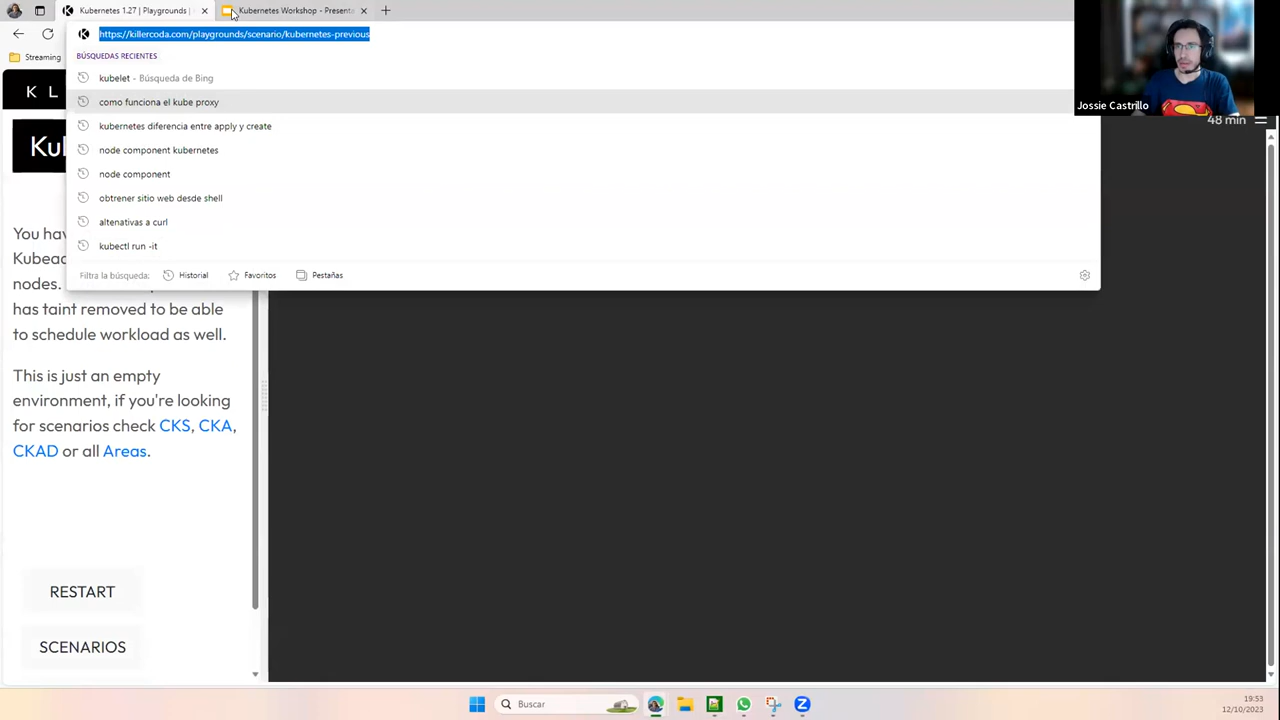 Kubernetes 1.27 | Playgrounds |
Kubernetes Workshop - Presenta
https://killercoda.com/playgrounds/scenario/kubernetes-previous
Streaming
BÚSQUEDAS RECIENTES
kubelet - Búsqueda de Bing
como funciona el kube proxy
kubernetes diferencia entre apply y create
node component kubernetes
node component
obtrener sitio web desde shell
altenativas a curl
kubectl run -it
Filtra la búsqueda:
Historial
Favoritos
Pestañas
Jossie Castrillo
48 min
K L
Ku
You hav
Kubead
nodes.
has taint removed to be able
to schedule workload as well.
This is just an empty
environment, if you're looking
for scenarios check CKS, CKA,
CKAD or all Areas.
RESTART
SCENARIOS
Buscar
19:53
12/10/2023